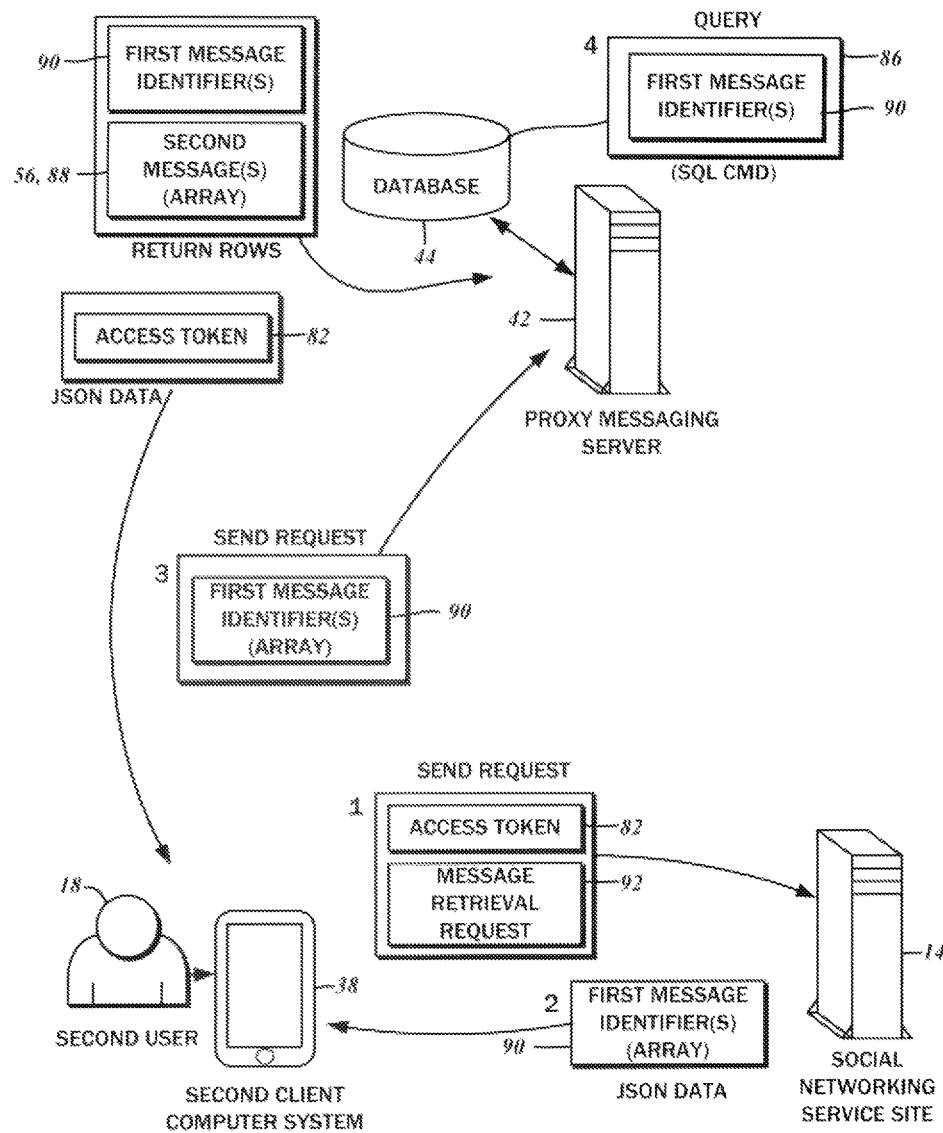 90
FIRST MESSAGE
IDENTIFIER(S)
56, 88
SECOND
MESSAGE(S)
(ARRAY)
RETURN ROWS
DATABASE
44
QUERY
4
86
FIRST MESSAGE
IDENTIFIER(S)
90
(SQL CMD)
ACCESS TOKEN
82
JSON DATA
42
PROXY MESSAGING
SERVER
SEND REQUEST
3
FIRST MESSAGE
IDENTIFIER(S)
(ARRAY)
90
SEND REQUEST
1
ACCESS TOKEN
82
MESSAGE
RETRIEVAL
REQUEST
92
14
SOCIAL
NETWORKING
SERVICE SITE
18
SECOND USER
38
SECOND CLIENT
COMPUTER SYSTEM
2
FIRST MESSAGE
IDENTIFIER(S)
(ARRAY)
90
JSON DATA